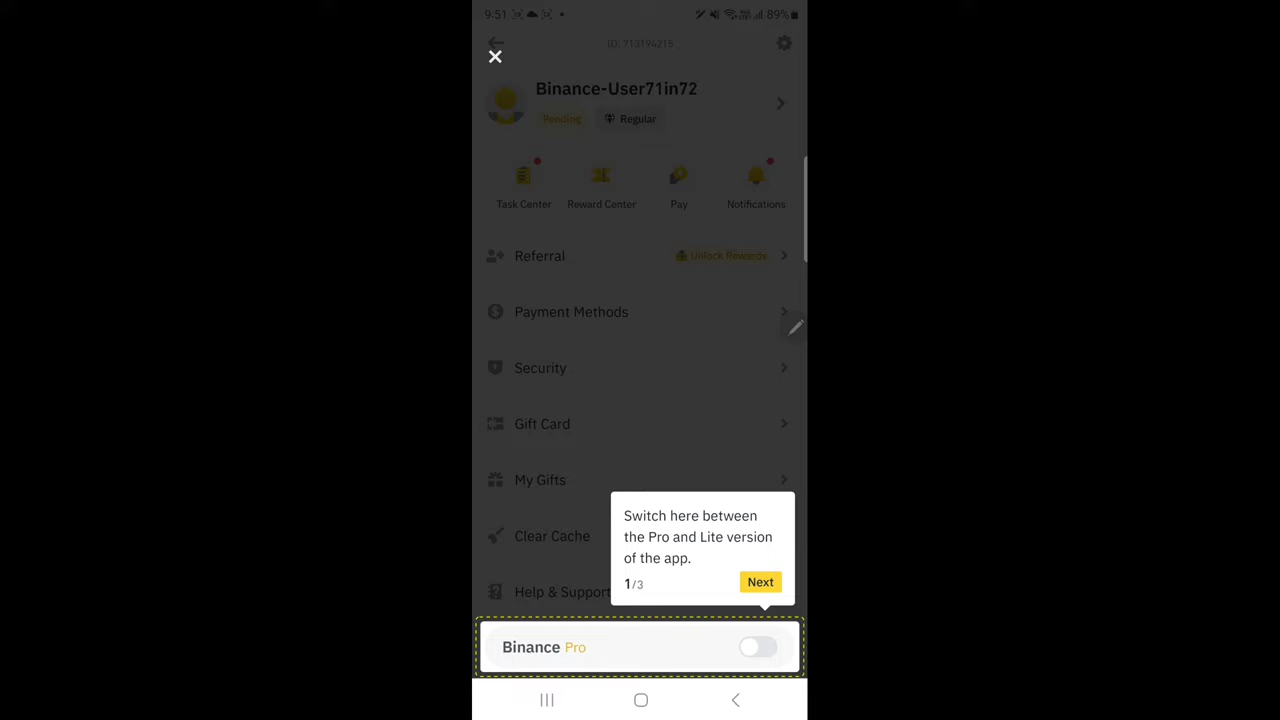 9:51 89%
ID: 713194215
Binance-User71in72
Pending Regular
Task Center Reward Center Pay Notifications
Referral Unlock Rewards
Payment Methods
Security
Gift Card
My Gifts
Switch here between
the Pro and Lite version
of the app.
Clear Cache
1/3 Next
Help & Support
Binance Pro